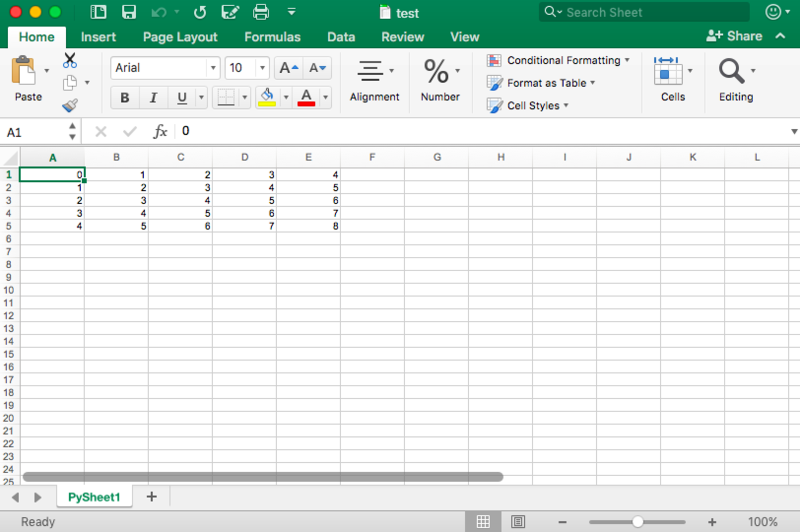 test
Search Sheet
Home Insert Page Layout Formulas Data Review View Share
Paste Arial 10 A A Alignment % Number Conditional Formatting Cells Editing
B I U A Format as Table
Cell Styles
A1 fx 0
A B C D E F G H I J K L
1 0 1 2 3 4
2 1 2 3 4 5
3 2 3 4 5 6
4 3 4 5 6 7
5 4 5 6 7 8
6
7
8
9
10
11
12
13
14
15
16
17
18
19
20
21
22
23
24
25
PySheet1 +
Ready 100%